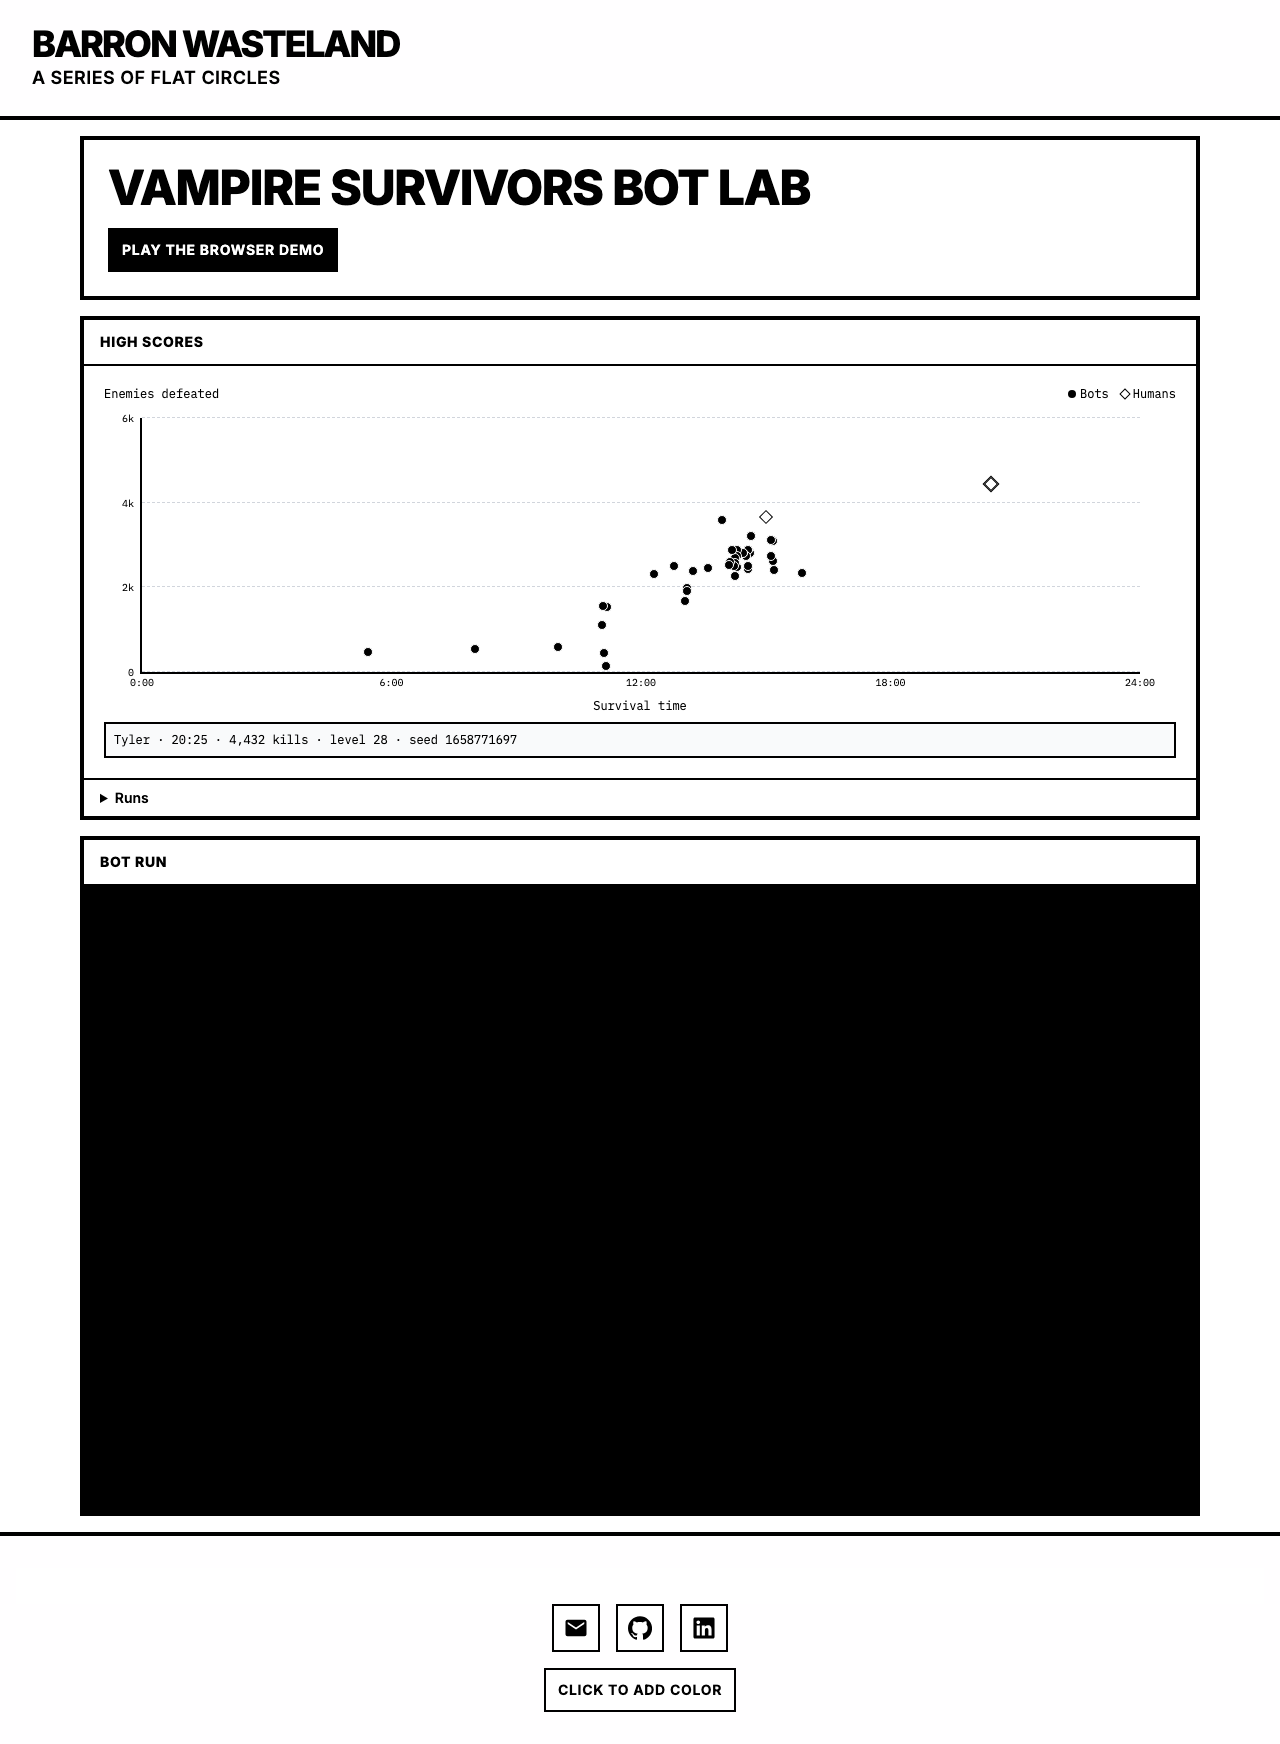 BARRON WASTELAND
A SERIES OF FLAT CIRCLES
VAMPIRE SURVIVORS BOT LAB
PLAY THE BROWSER DEMO
HIGH SCORES
Enemies defeated
Bots Humans
6k
4k
2k
0
0:00 6:00 12:00 18:00 24:00
Survival time
Tyler · 20:25 · 4,432 kills · level 28 · seed 1658771697
Runs
BOT RUN
in
CLICK TO ADD COLOR